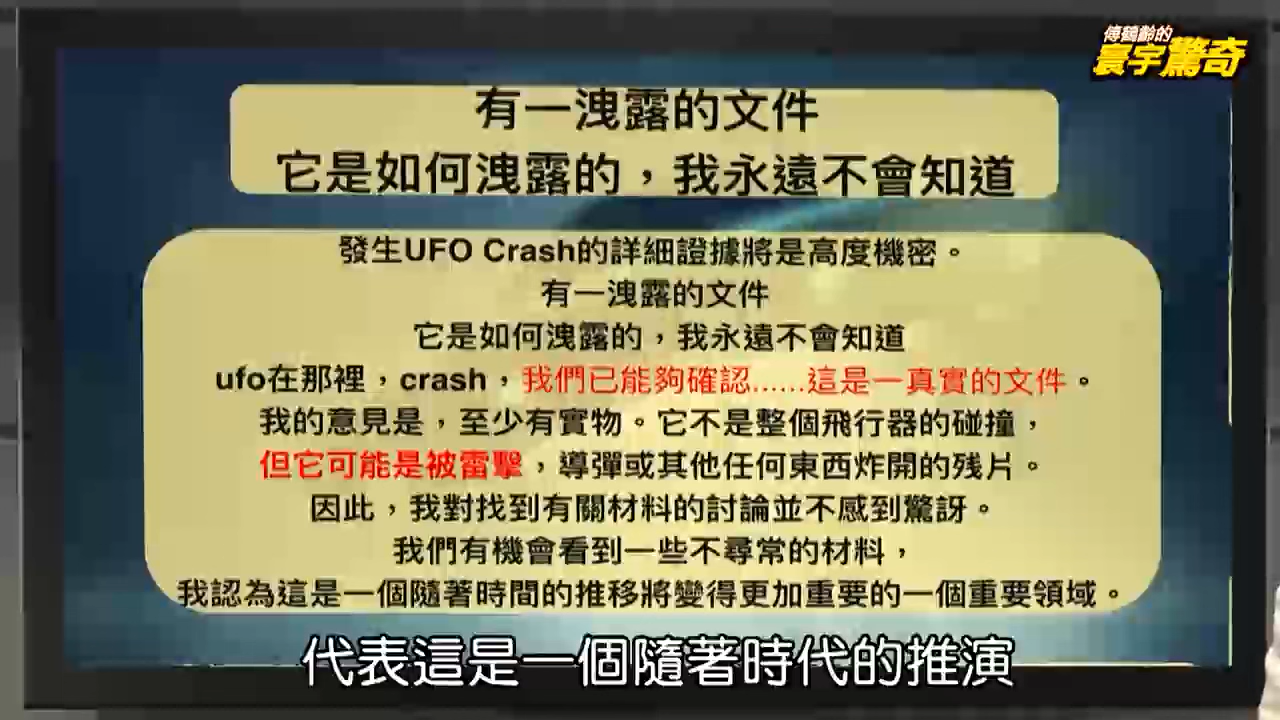 傅鶴齡的
寰宇驚奇
有一洩露的文件
它是如何洩露的，我永遠不會知道
發生UFO Crash的詳細證據將是高度機密。
有一洩露的文件
它是如何洩露的，我永遠不會知道
ufo在那裡，crash，我們已能夠確認......這是一真實的文件。
我的意見是，至少有實物。它不是整個飛行器的碰撞，
但它可能是被雷擊，導彈或其他任何東西炸開的残片。
因此，我對找到有關材料的討論並不感到驚訝。
我們有機會看到一些不尋常的材料，
我認為這是一個隨著時間的推移將變得更加重要的一個重要領域。
代表這是一個隨著時代的推演